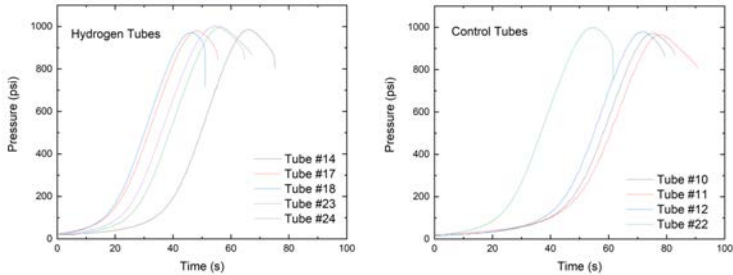 Hydrogen Tubes
Pressure (psi)
1000
800
600
400
200
0
Tube #14
Tube #17
Tube #18
Tube #23
Tube #24
0 20 40 60 80 100
Time (s)
Control Tubes
Pressure (psi)
1000
800
600
400
200
0
Tube #10
Tube #11
Tube #12
Tube #22
0 20 40 60 80 100
Time (s)